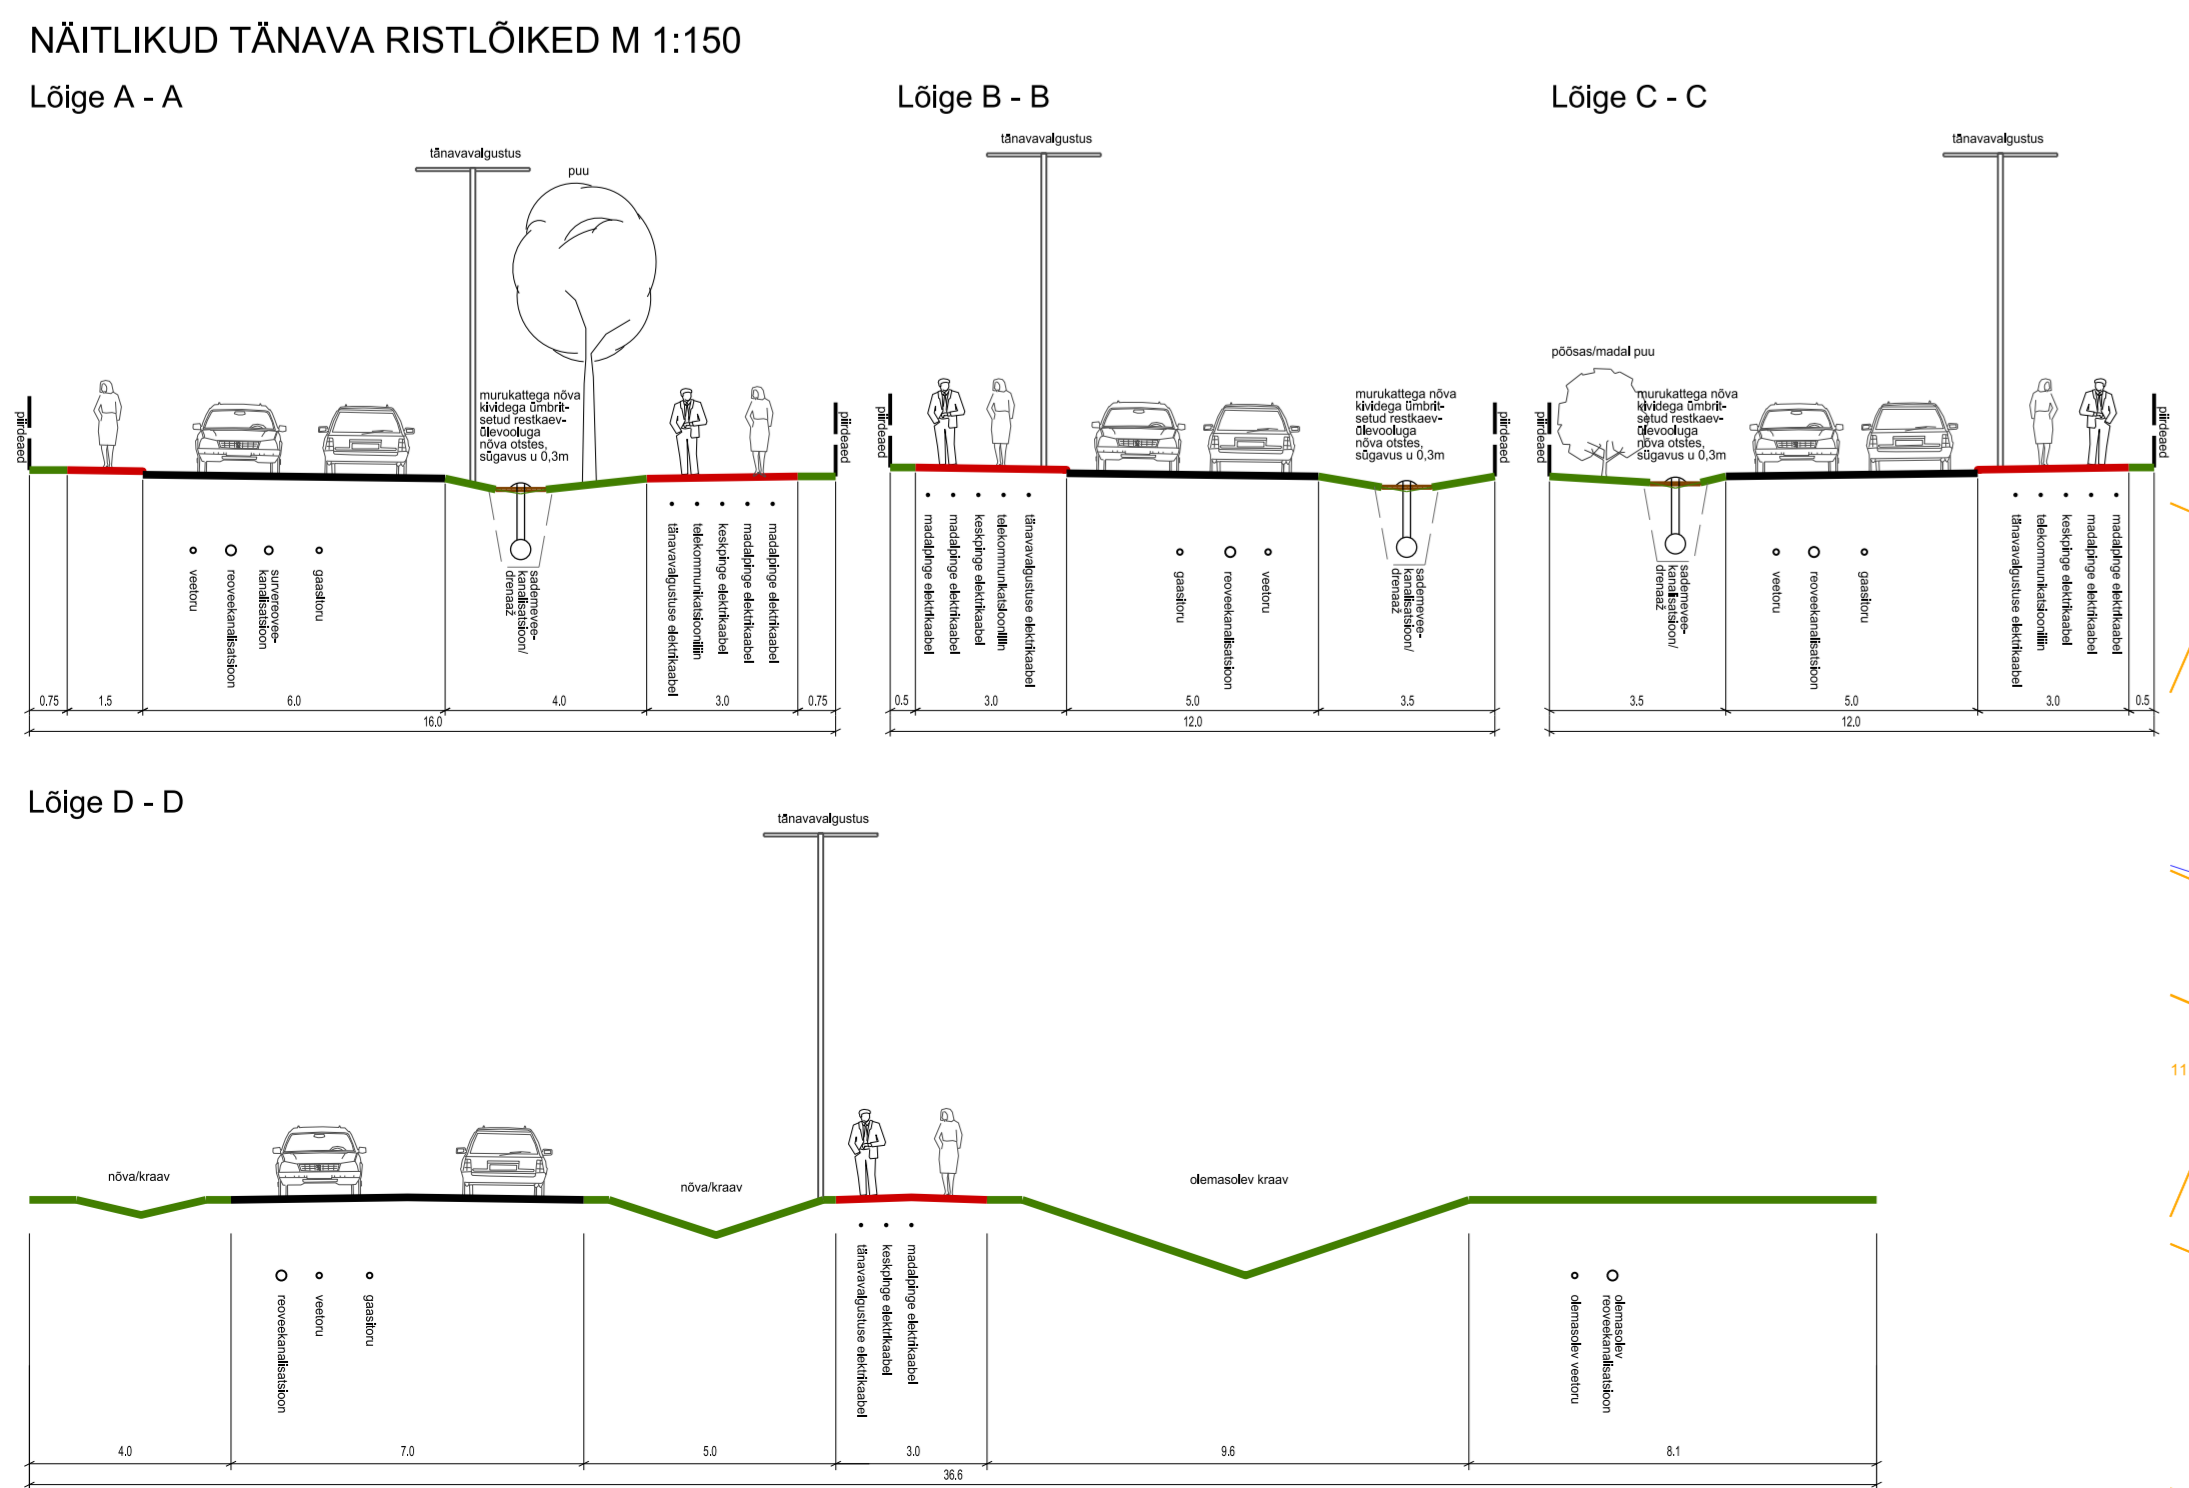 NÄITLIKUD TÄNAVA RISTLÕIKED M 1:150
Lõige A - A
tänavavalgustus
puu
piirdeaed
murukattega nõva
kividega ümbrit-
setud restkaev-
ülevooluga
nõva otstes,
sügavus u 0,3m
piirdeaed
veetoru
reoveekanalisatsioon
survereovee-
kanalisatsioon
gaasitoru
sademevee-
kanalisatsioon/
drenaaž
tänavavalgustuse elektrikaabel
telekommunikatsiooniliin
keskpinge elektrikaabel
madalpinge elektrikaabel
madalpinge elektrikaabel
0.75 1.5 6.0 4.0 3.0 0.75
16.0
Lõige B - B
tänavavalgustus
piirdeaed
murukattega nõva
kividega ümbrit-
setud restkaev-
ülevooluga
nõva otstes,
sügavus u 0,3m
piirdeaed
madalpinge elektrikaabel
madalpinge elektrikaabel
keskpinge elektrikaabel
telekommunikatsiooniliin
tänavavalgustuse elektrikaabel
gaasitoru
reoveekanalisatsioon
veetoru
sademevee-
kanalisatsioon/
drenaaž
0.5 3.0 5.0 3.5
12.0
Lõige C - C
tänavavalgustus
põõsas/madal puu
piirdeaed
murukattega nõva
kividega ümbrit-
setud restkaev-
ülevooluga
nõva otstes,
sügavus u 0,3m
piirdeaed
sademevee-
kanalisatsioon/
drenaaž
veetoru
reoveekanalisatsioon
gaasitoru
tänavavalgustuse elektrikaabel
telekommunikatsiooniliin
keskpinge elektrikaabel
madalpinge elektrikaabel
madalpinge elektrikaabel
3.5 5.0 3.0 0.5
12.0
Lõige D - D
tänavavalgustus
nõva/kraav
nõva/kraav
olemasolev kraav
reoveekanalisatsioon
veetoru
gaasitoru
tänavavalgustuse elektrikaabel
keskpinge elektrikaabel
madalpinge elektrikaabel
olemasolev veetoru
olemasolev
reoveekanalisatsioon
4.0 7.0 5.0 3.0 9.6 8.1
36.6
11